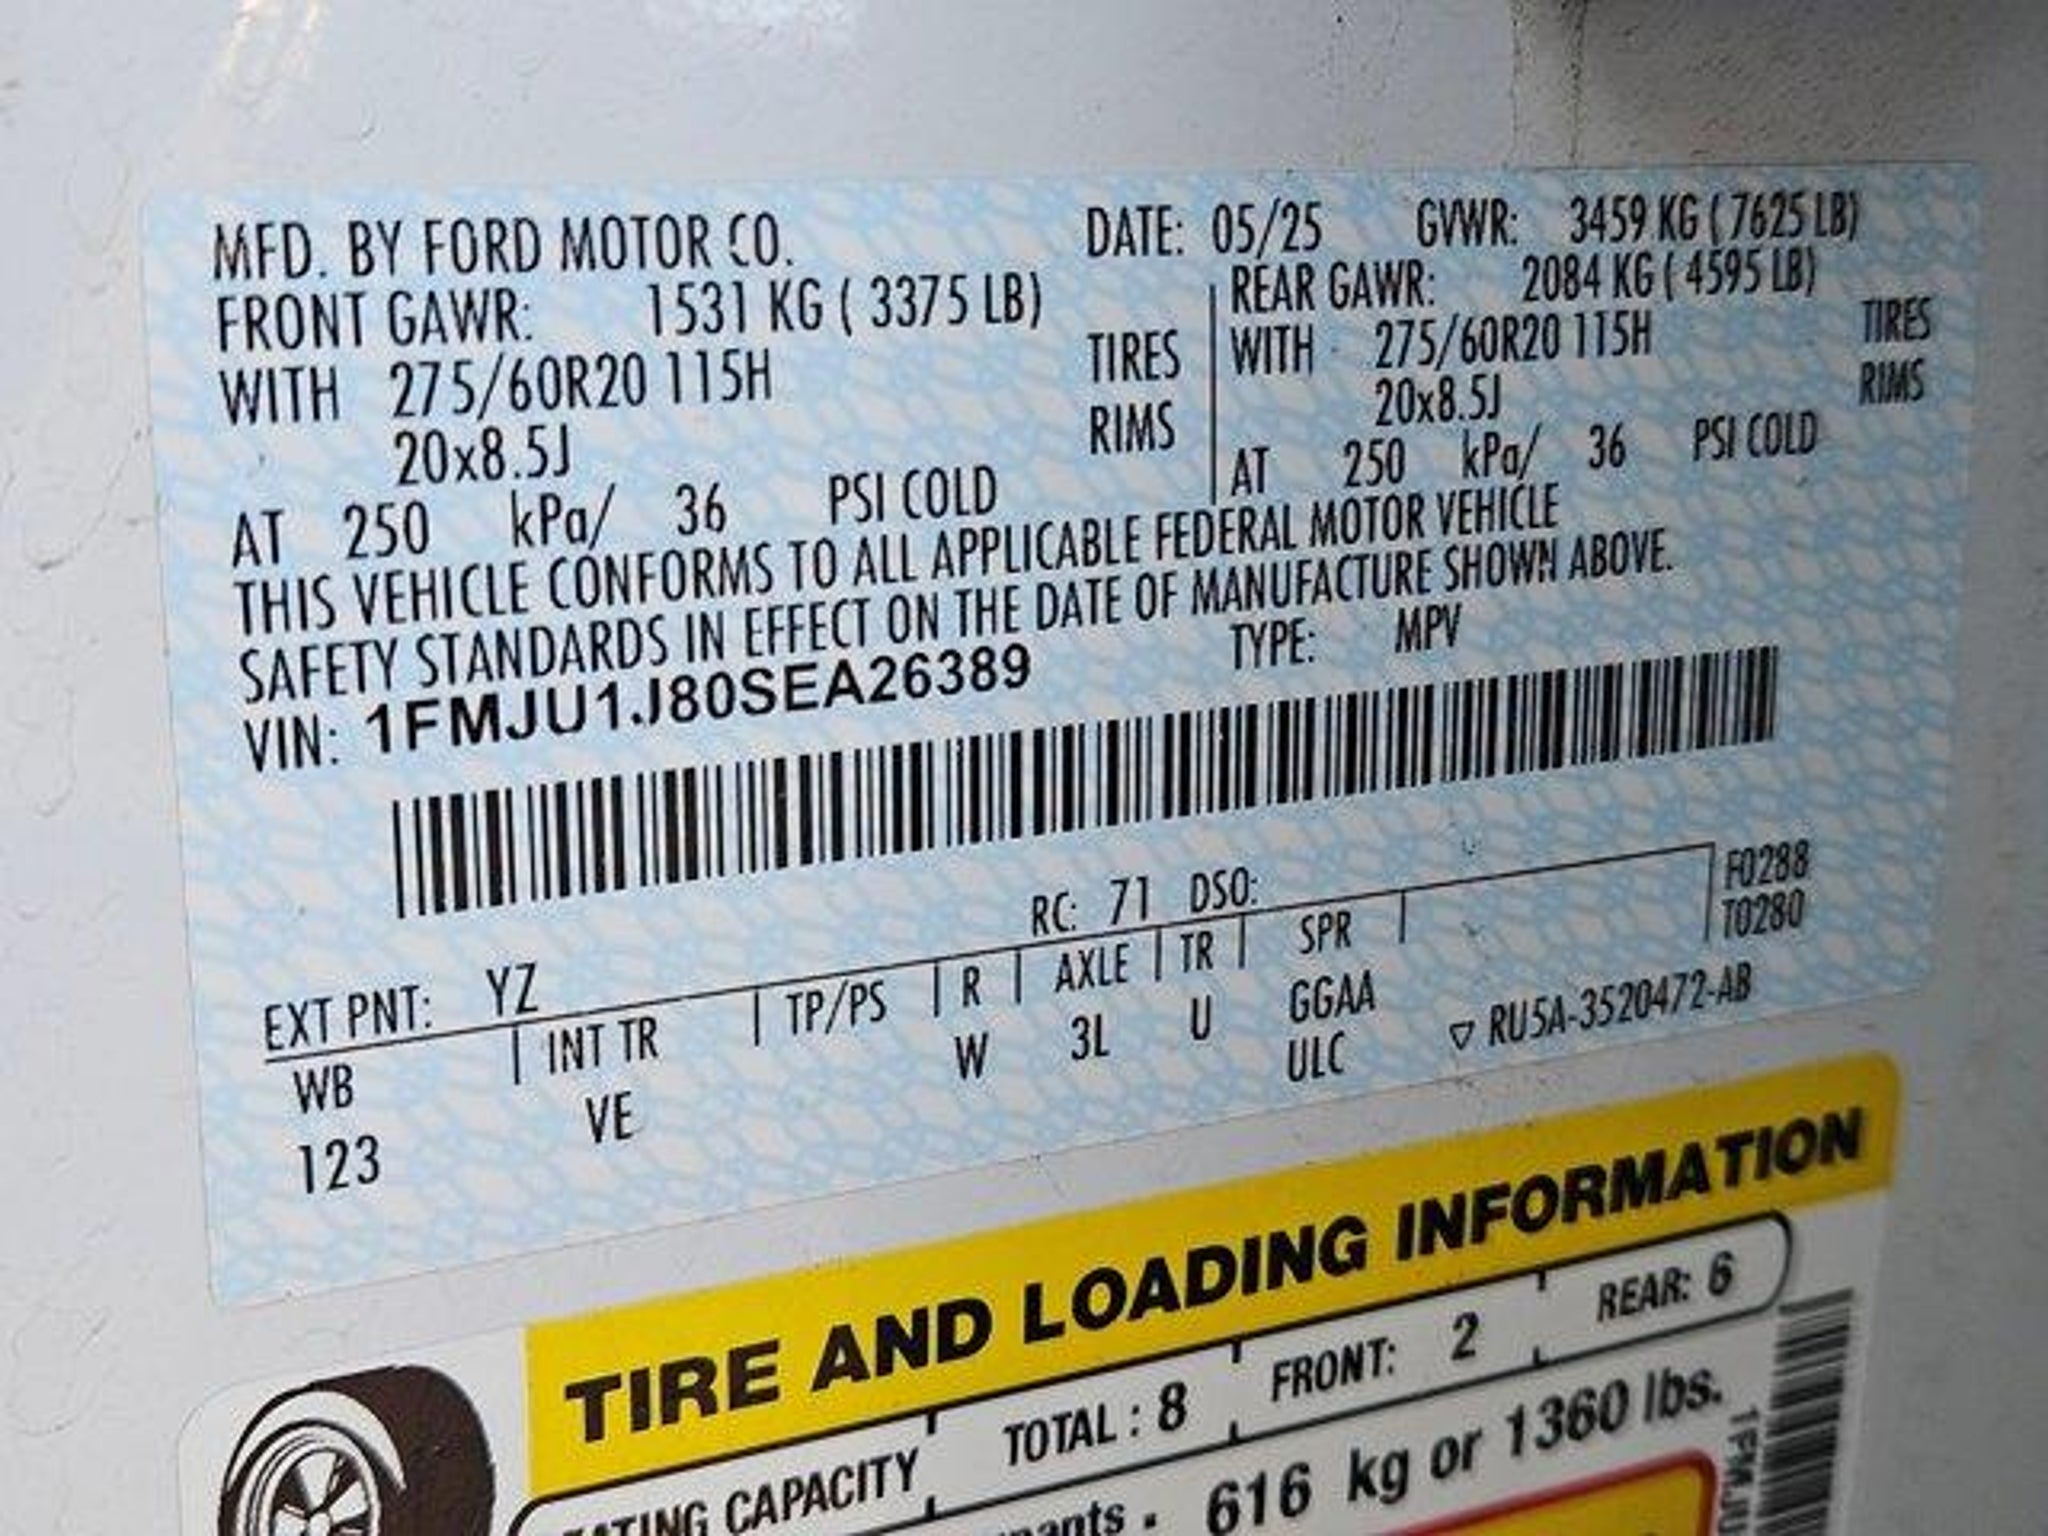 MFD. BY FORD MOTOR CO. DATE: 05/25 GVWR: 3459 KG ( 7625 LB)
FRONT GAWR: 1531 KG ( 3375 LB) REAR GAWR: 2084 KG ( 4595 LB)
WITH 275/60R20 115H TIRES WITH 275/60R20 115H TIRES
20x8.5J RIMS 20x8.5J RIMS
AT 250 kPa/ 36 PSI COLD AT 250 kPa/ 36 PSI COLD
THIS VEHICLE CONFORMS TO ALL APPLICABLE FEDERAL MOTOR VEHICLE
SAFETY STANDARDS IN EFFECT ON THE DATE OF MANUFACTURE SHOWN ABOVE.
VIN: 1FMJU1J80SEA26389 TYPE: MPV
EXT PNT: YZ RC: 71 DSO: F0288
T0280
WB INT TR TP/PS R AXLE TR SPR
123 VE W 3L U GGAA
ULC ▽ RU5A-3520472-AB
TIRE AND LOADING INFORMATION
CAPACITY TOTAL : 8 FRONT: 2 REAR: 6
616 kg or 1360 lbs.
1FMJU